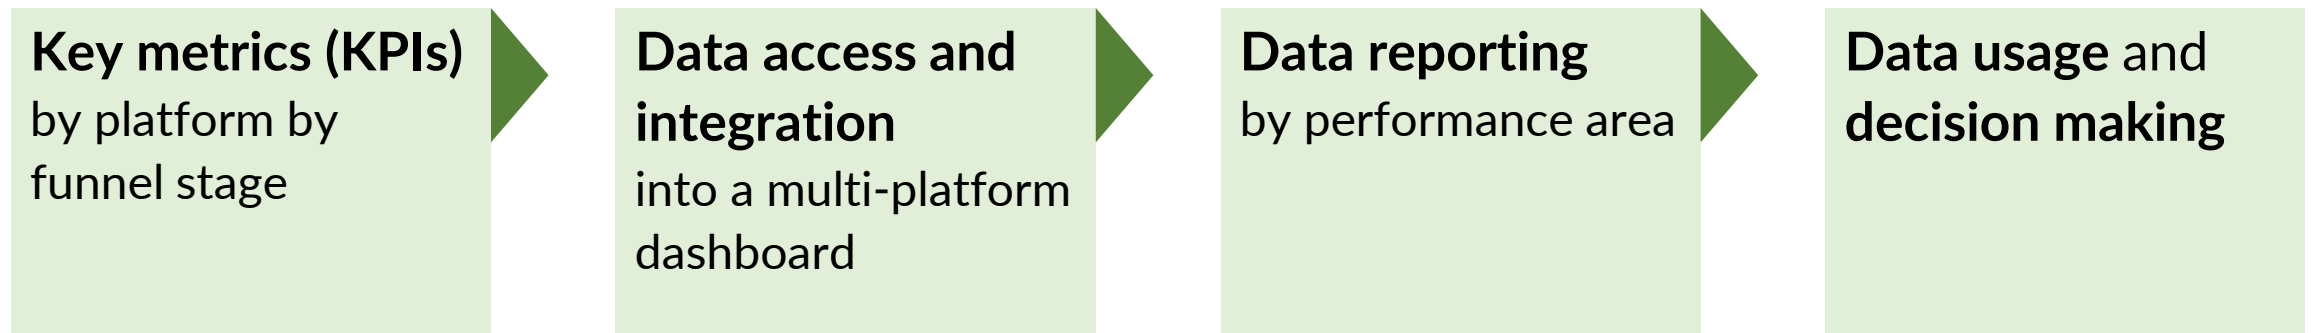 Key metrics (KPIs)
by platform by
funnel stage
Data access and
integration
into a multi-platform
dashboard
Data reporting
by performance area
Data usage and
decision making